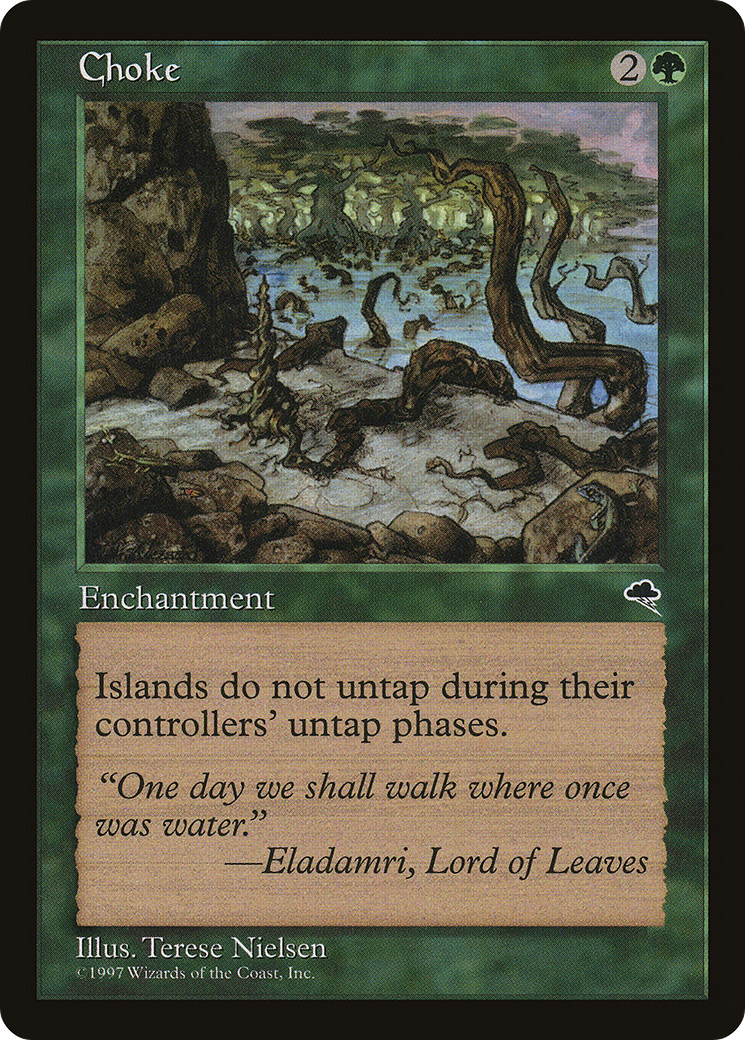 Choke 2
Enchantment
Islands do not untap during their
controllers’ untap phases.
“One day we shall walk where once
was water.”
—Eladamri, Lord of Leaves
Illus. Terese Nielsen
©1997 Wizards of the Coast, Inc.